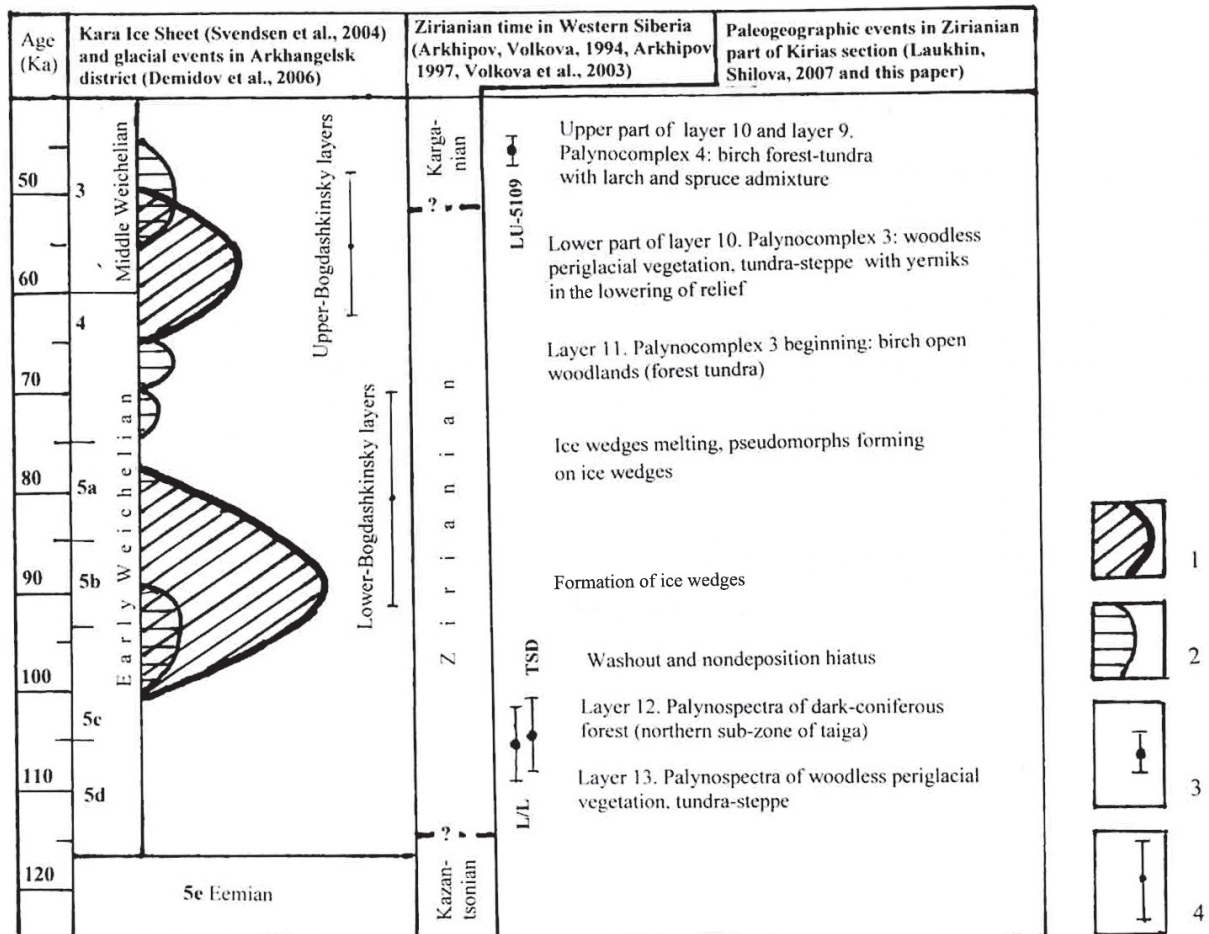 Age
(Ka)
Kara Ice Sheet (Svendsen et al., 2004)
and glacial events in Arkhangelsk
district (Demidov et al., 2006)
Zirianian time in Western Siberia
(Arkhipov, Volkova, 1994, Arkhipov
1997, Volkova et al., 2003)
Paleogeographic events in Zirianian
part of Kirias section (Laukhin,
Shilova, 2007 and this paper)
50
60
70
80
90
100
110
120
3
4
5a
5b
5c
5d
5e Eemian
Middle Weichelian
Early Weichelian
Upper-Bogdashkinsky layers
Lower-Bogdashkinsky layers
Karga-
nian
?
Zirianian
?
Kazan-
tsonian
LU-5109
TSD
L/L
Upper part of layer 10 and layer 9.
Palynocomplex 4: birch forest-tundra
with larch and spruce admixture
Lower part of layer 10. Palynocomplex 3: woodless
periglacial vegetation, tundra-steppe with yerniks
in the lowering of relief
Layer 11. Palynocomplex 3 beginning: birch open
woodlands (forest tundra)
Ice wedges melting, pseudomorphs forming
on ice wedges
Formation of ice wedges
Washout and nondeposition hiatus
Layer 12. Palynospectra of dark-coniferous
forest (northern sub-zone of taiga)
Layer 13. Palynospectra of woodless periglacial
vegetation, tundra-steppe
1
2
3
4